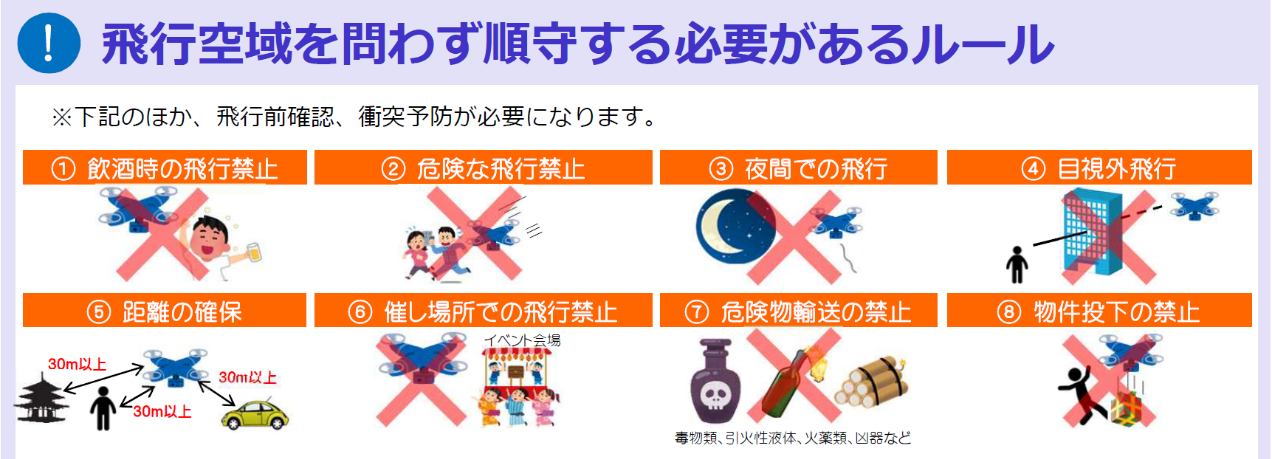 ! 飛行空域を問わず順守する必要があるルール
※下記のほか、飛行前確認、衝突予防が必要になります。
① 飲酒時の飛行禁止
② 危険な飛行禁止
③ 夜間での飛行
④ 目視外飛行
⑤ 距離の確保
⑥ 催し場所での飛行禁止
⑦ 危険物輸送の禁止
⑧ 物件投下の禁止
イベント会場
30m以上
30m以上
30m以上
毒物類、引火性液体、火薬類、凶器など